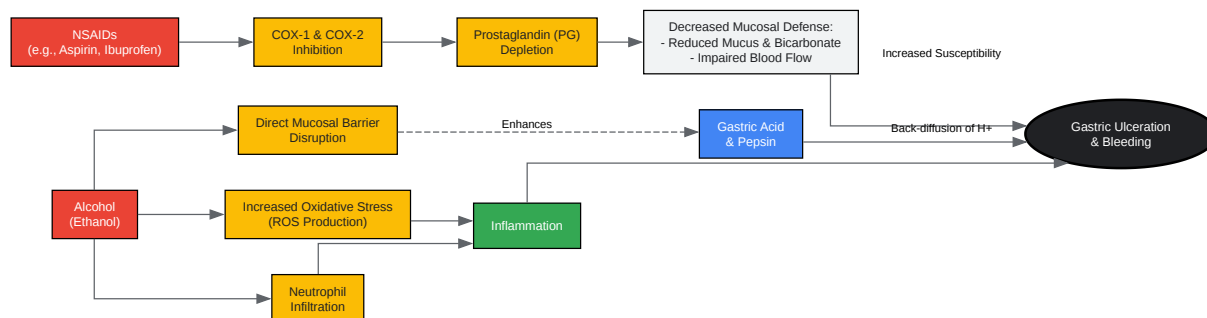 NSAIDs
(e.g., Aspirin, Ibuprofen)
COX-1 & COX-2
Inhibition
Prostaglandin (PG)
Depletion
Decreased Mucosal Defense:
- Reduced Mucus & Bicarbonate
- Impaired Blood Flow
Increased Susceptibility
Direct Mucosal Barrier
Disruption
Enhances
Gastric Acid
& Pepsin
Back-diffusion of H+
Gastric Ulceration
& Bleeding
Alcohol
(Ethanol)
Increased Oxidative Stress
(ROS Production)
Inflammation
Neutrophil
Infiltration